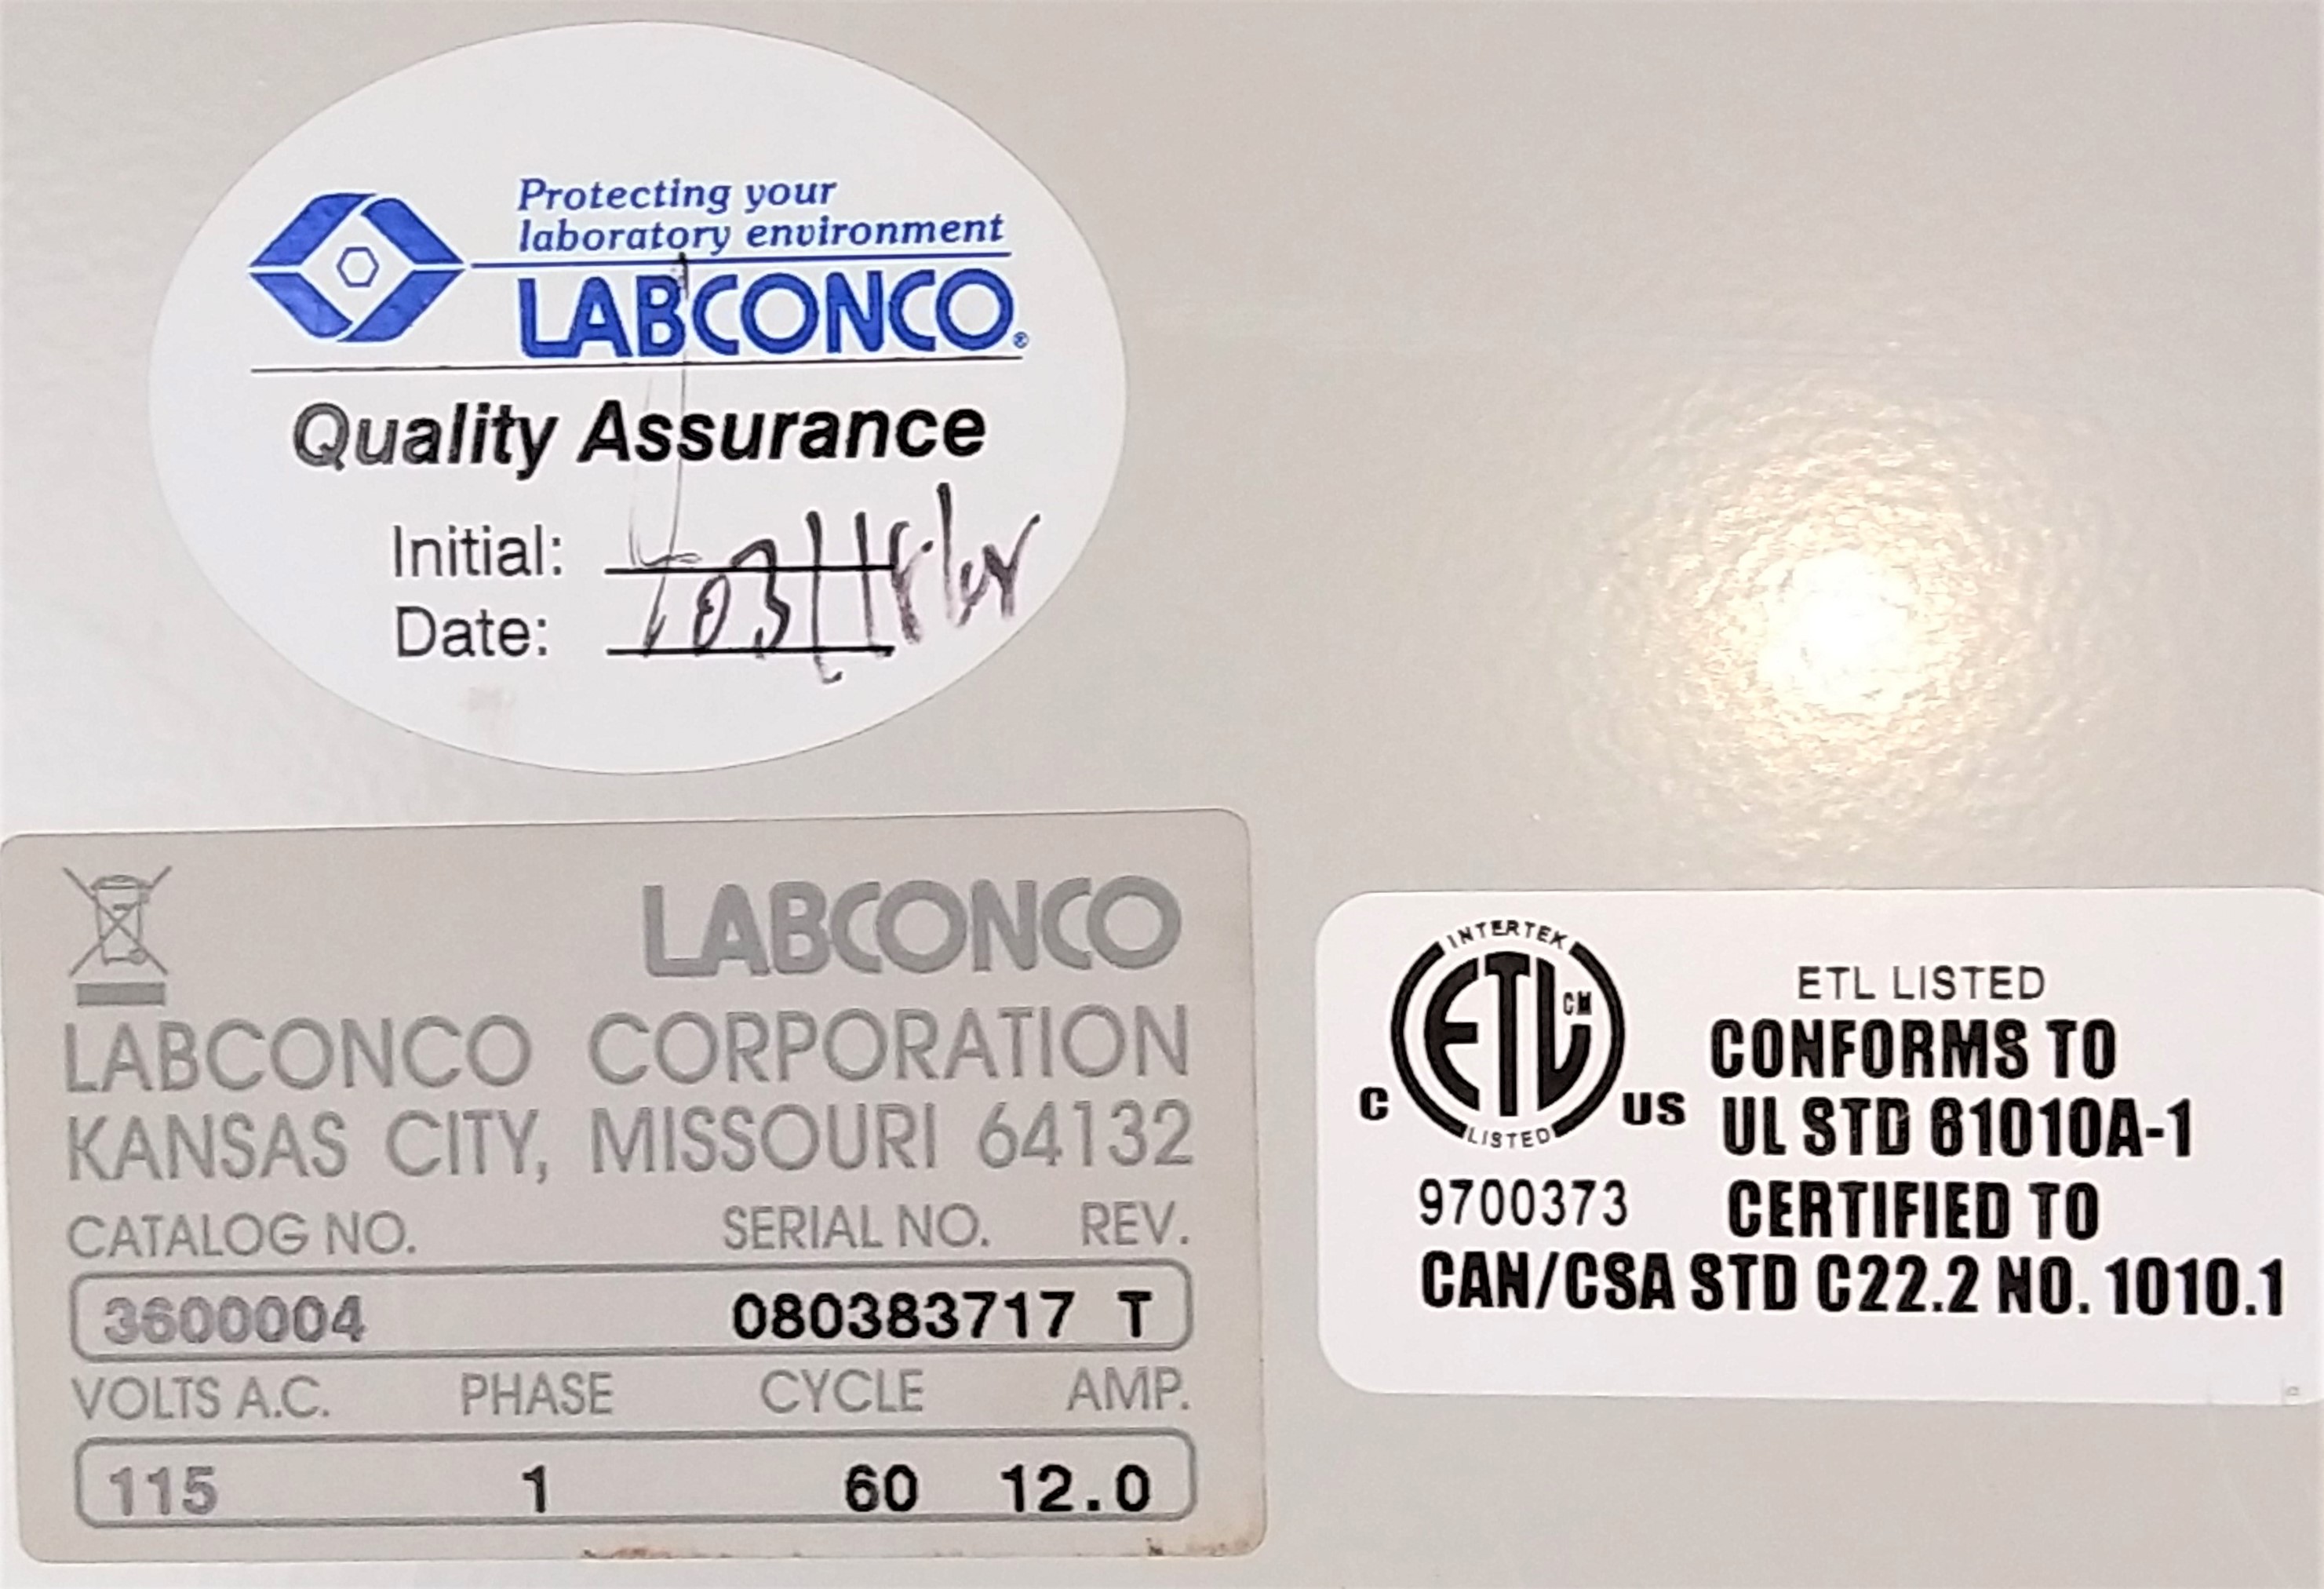 Protecting your
laboratory environment
LABCONCO®
Quality Assurance
Initial:
Date:
LABCONCO
LABCONCO CORPORATION
KANSAS CITY, MISSOURI 64132
CATALOG NO. SERIAL NO. REV.
3600004 080383717 T
VOLTS A.C. PHASE CYCLE AMP.
115 1 60 12.0
INTERTEK
ETL CM
LISTED
C US
9700373
ETL LISTED
CONFORMS TO
UL STD 61010A-1
CERTIFIED TO
CAN/CSA STD C22.2 NO. 1010.1